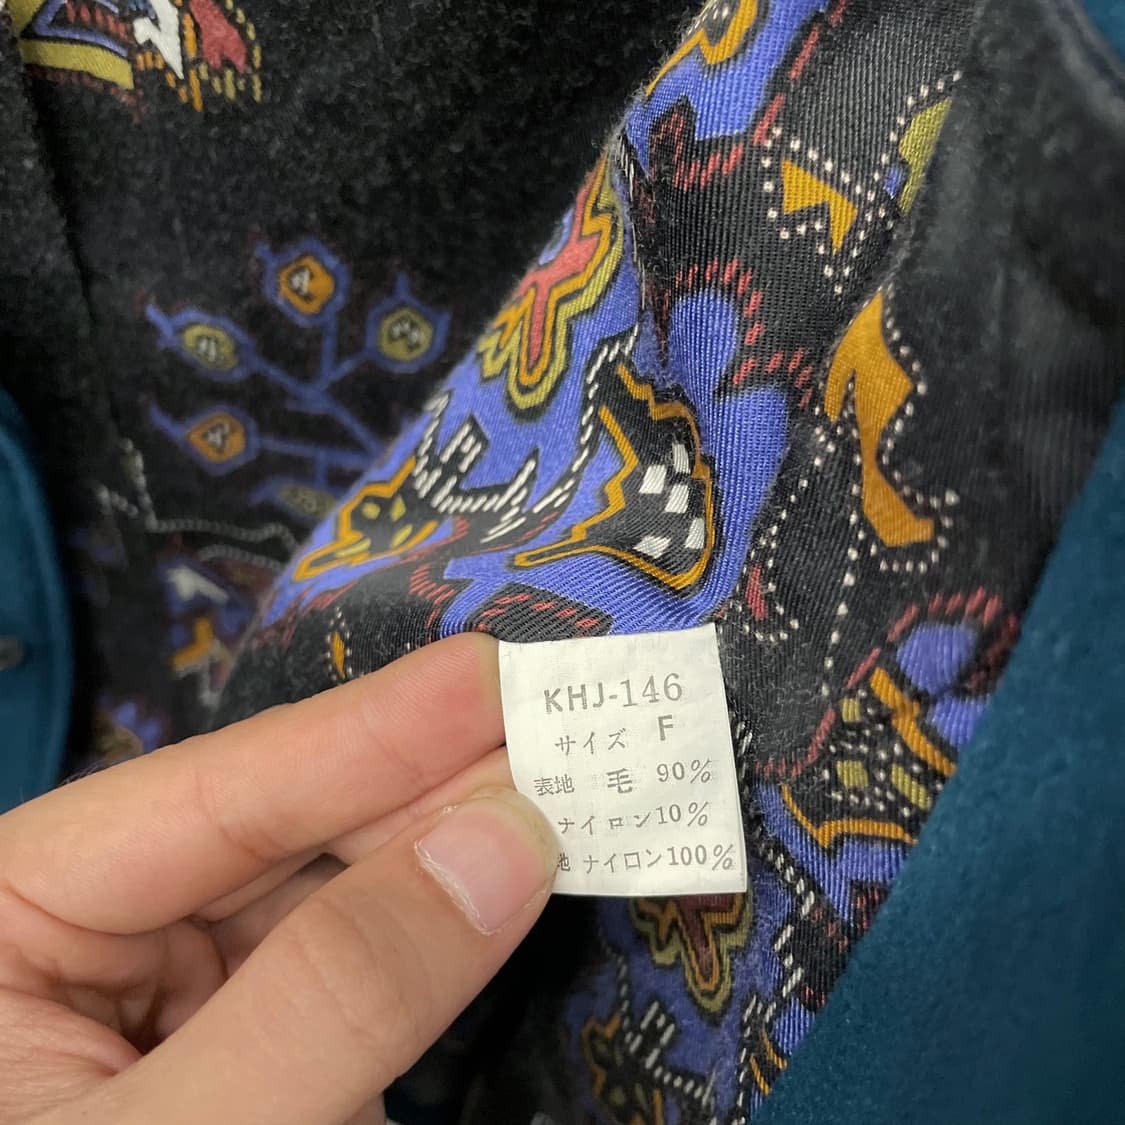 KHJ-146
サイズ F
表地 毛 90%
ナイロン10%
地 ナイロン100%